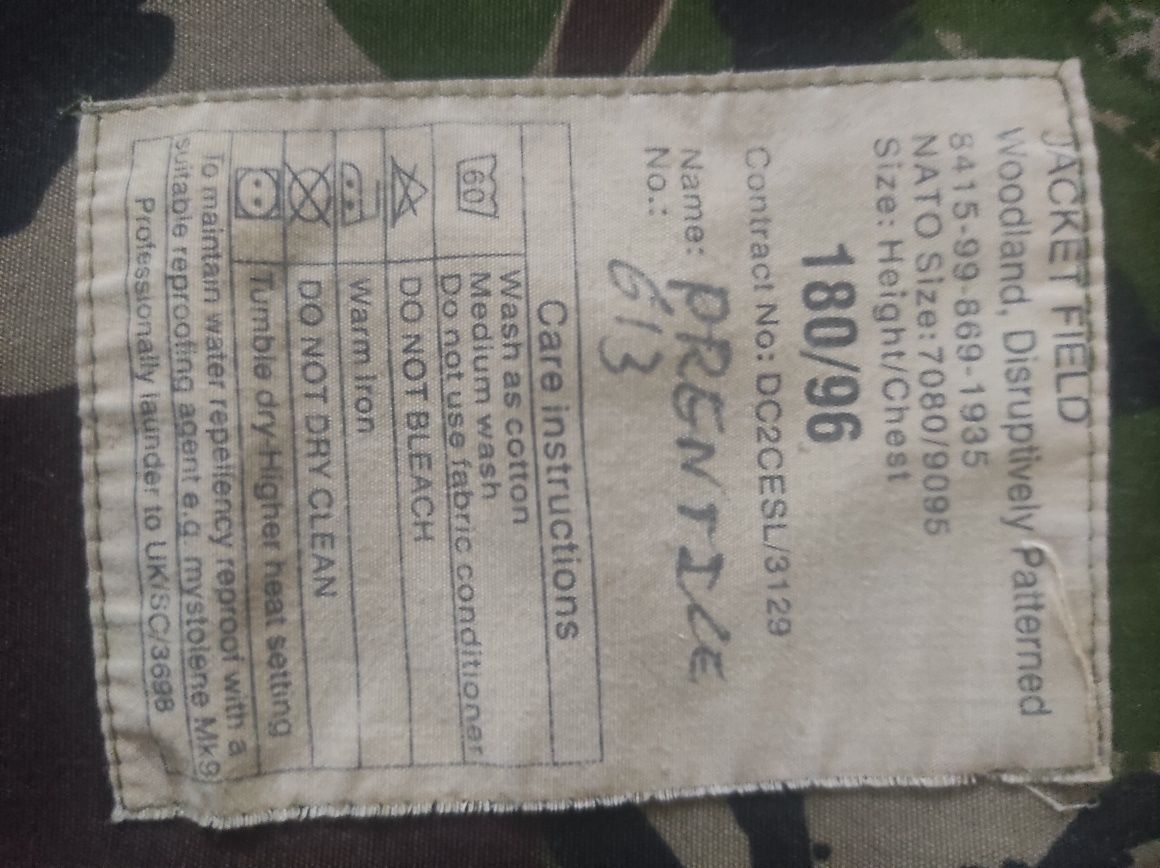 JACKET FIELD
Woodland, Disruptively Patterned
8415-99-869-1935
NATO Size: 7080/9095
Size: Height/Chest
180/96
Contract No: DC2CESL/3129
Name: PRENTICE
No.: 613
Care instructions
60
Wash as cotton
Medium wash
Do not use fabric conditioner
DO NOT BLEACH
Warm iron
DO NOT DRY CLEAN
Tumble dry-Higher heat setting
To maintain water repellency reproof with a
suitable reproofing agent e.g. mystolene Mk9
Professionally launder to UK/SC/3698